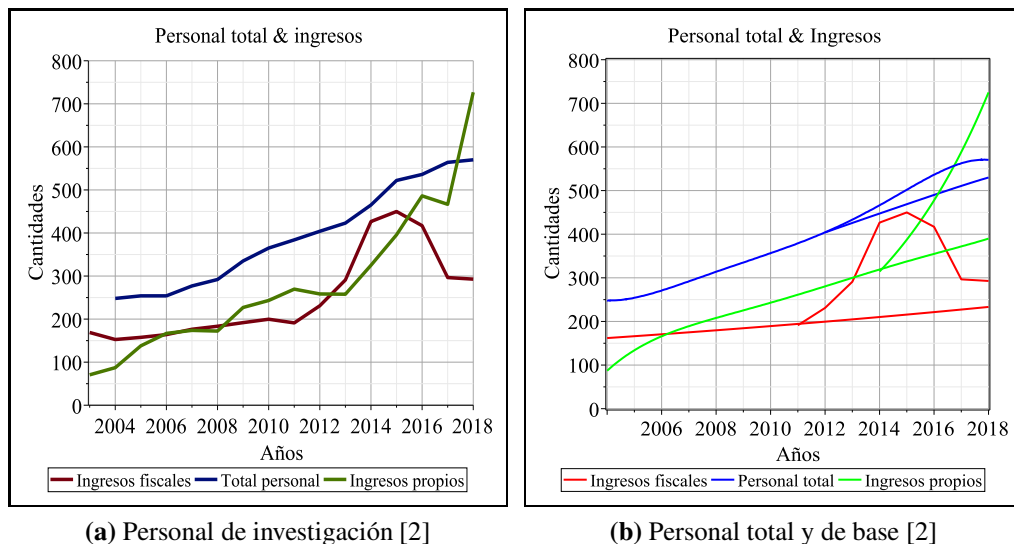 Personal total & ingresos
800
700
600
500
400
300
200
100
0
Cantidades
2004 2006 2008 2010 2012 2014 2016 2018
Años
Ingresos fiscales Total personal Ingresos propios
(a) Personal de investigación [2]
Personal total & Ingresos
800
700
600
500
400
300
200
100
0
Cantidades
2006 2008 2010 2012 2014 2016 2018
Años
Ingresos fiscales Personal total Ingresos propios
(b) Personal total y de base [2]